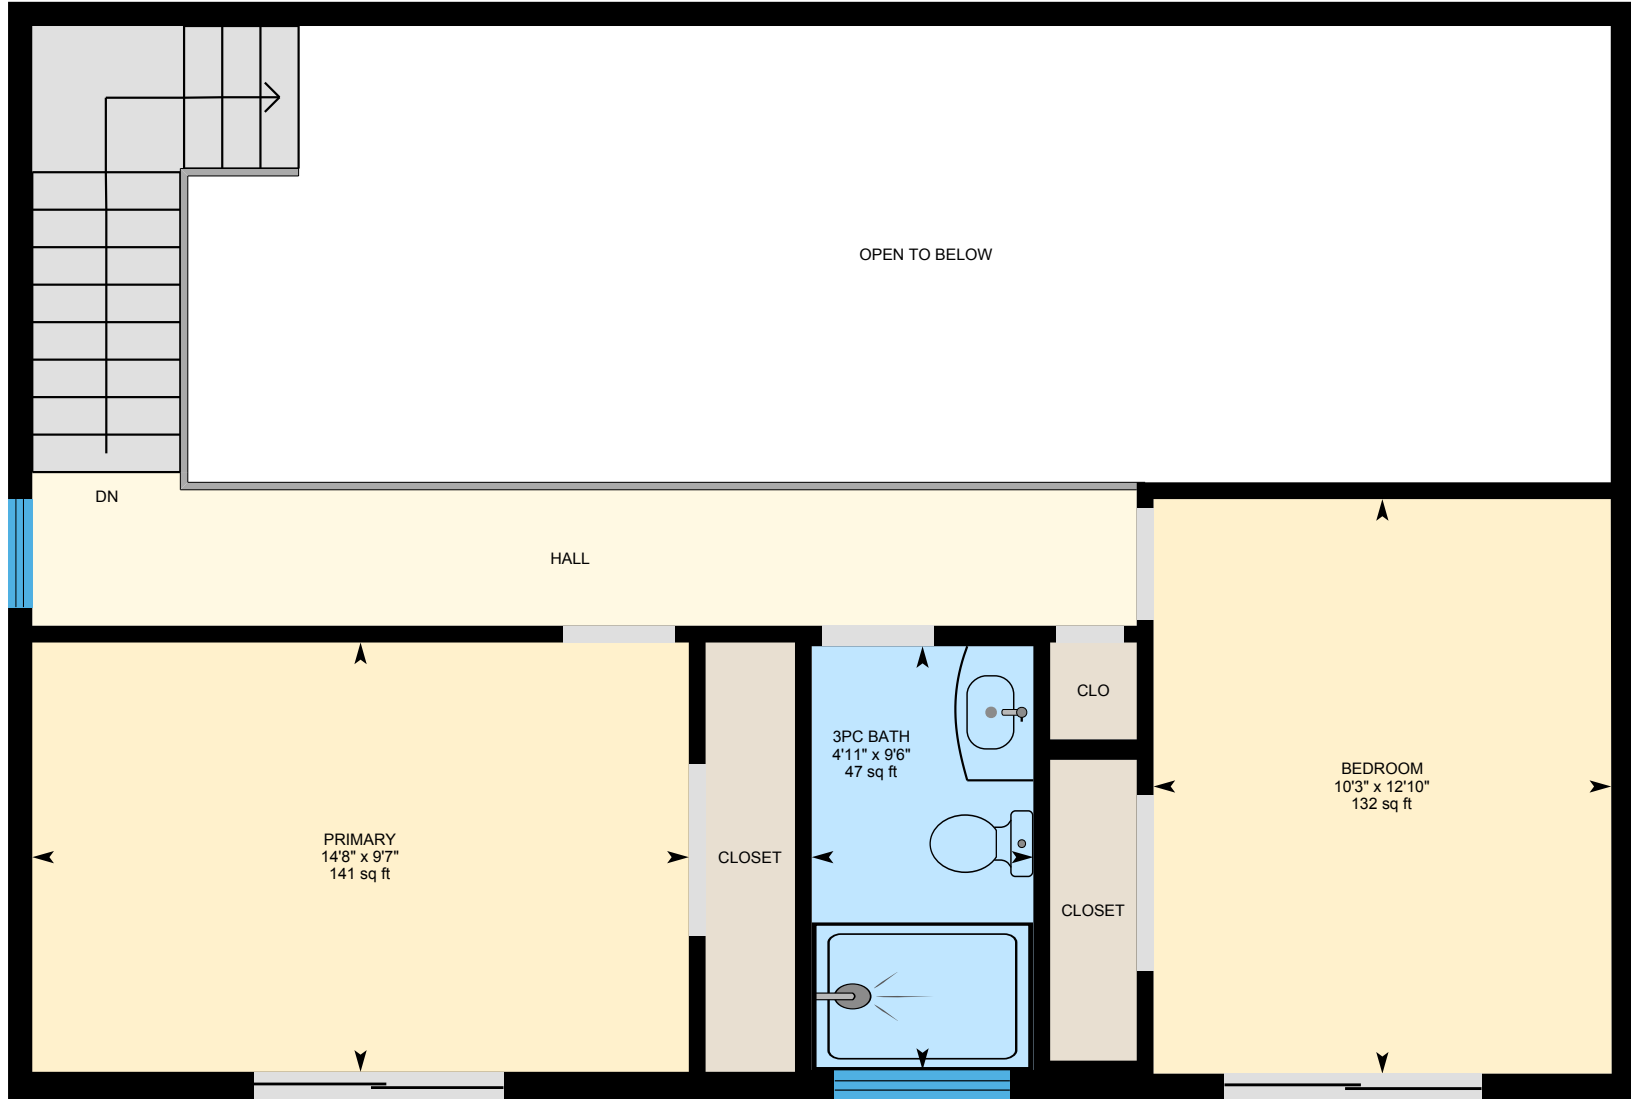 OPEN TO BELOW
DN
HALL
PRIMARY
14'8" x 9'7"
141 sq ft
CLOSET
3PC BATH
4'11" x 9'6"
47 sq ft
CLO
CLOSET
BEDROOM
10'3" x 12'10"
132 sq ft